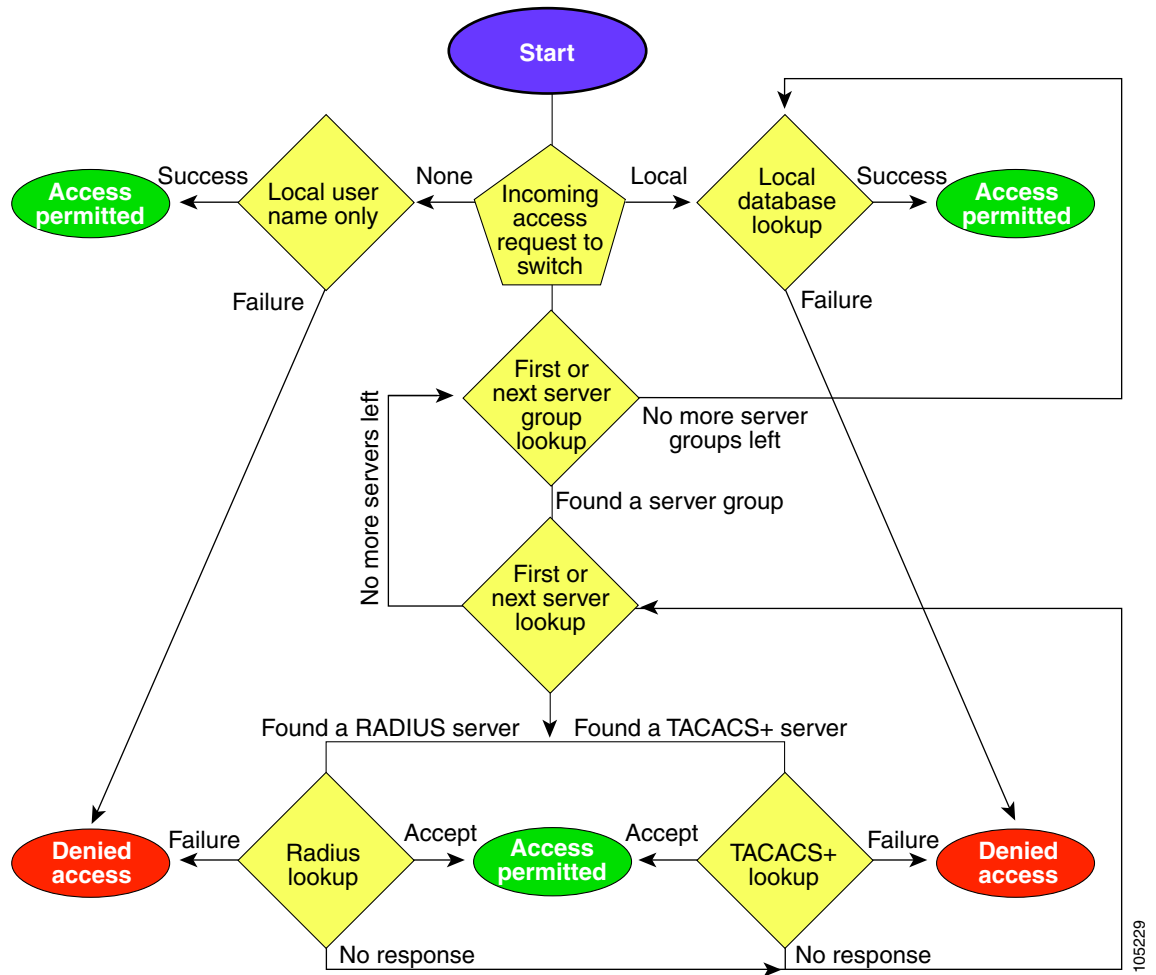 Start
Success
None
Local
Success
Access
permitted
Local user
name only
Incoming
access
request to
switch
Local
database
lookup
Access
permitted
Failure
Failure
First or
next server
group
lookup
No more server
groups left
No more servers left
Found a server group
First or
next server
lookup
Found a RADIUS server
Found a TACACS+ server
Denied
access
Failure
Radius
lookup
Accept
Access
permitted
Accept
TACACS+
lookup
Failure
Denied
access
No response
No response
105229